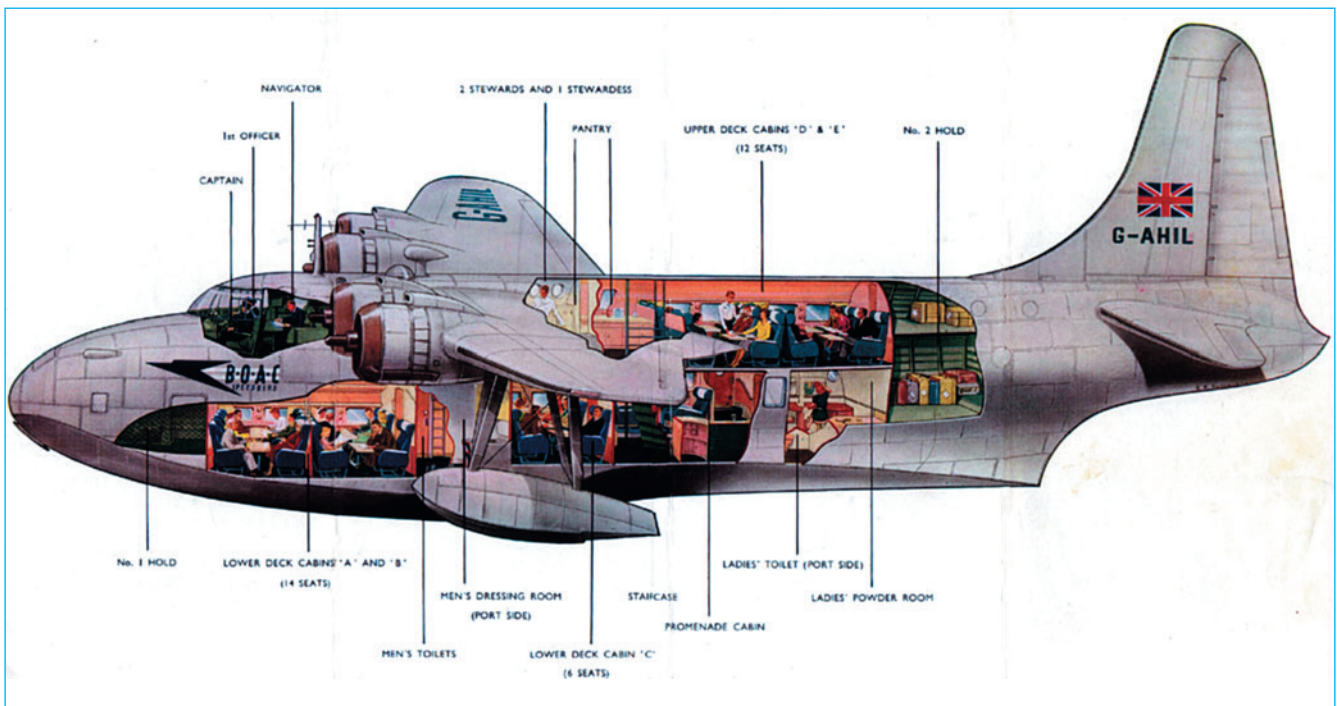 NAVIGATOR
2 STEWARDS AND 1 STEWARDESS
1st OFFICER
PANTRY
UPPER DECK CABINS "D" & "E"
(12 SEATS)
No. 2 HOLD
CAPTAIN
G-AHIL
G-AHIL
B·O·A·C
SPEEDBIRD
No. 1 HOLD
LOWER DECK CABINS "A" AND "B"
(14 SEATS)
MEN'S TOILETS
MEN'S DRESSING ROOM
(PORT SIDE)
LOWER DECK CABIN "C"
(6 SEATS)
STAIRCASE
PROMENADE CABIN
LADIES' TOILET (PORT SIDE)
LADIES' POWDER ROOM